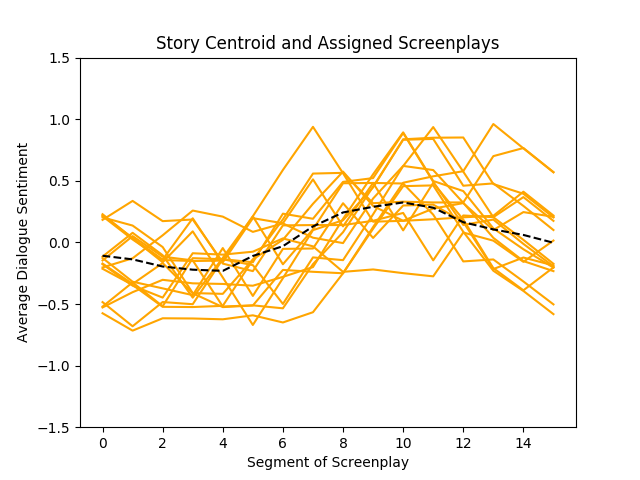 Story Centroid and Assigned Screenplays
1.5
1.0
0.5
0.0
−0.5
−1.0
−1.5
Average Dialogue Sentiment
0 2 4 6 8 10 12 14
Segment of Screenplay